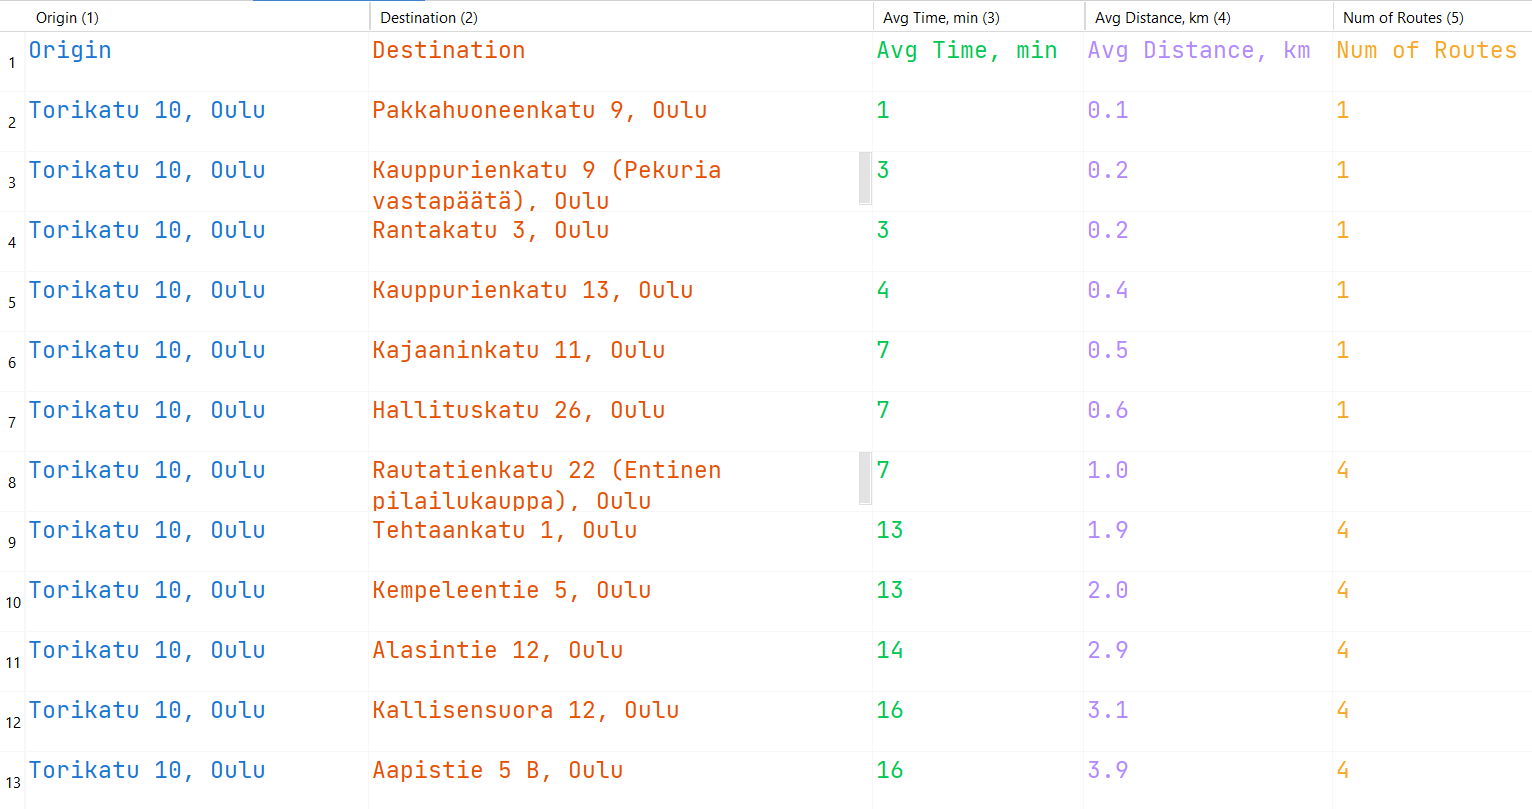 Origin (1) Destination (2) Avg Time, min (3) Avg Distance, km (4) Num of Routes (5)
1 Origin Destination Avg Time, min Avg Distance, km Num of Routes
2 Torikatu 10, Oulu Pakkahuoneenkatu 9, Oulu 1 0.1 1
3 Torikatu 10, Oulu Kauppurienkatu 9 (Pekuria 3 0.2 1
vastapäätä), Oulu
4 Torikatu 10, Oulu Rantakatu 3, Oulu 3 0.2 1
5 Torikatu 10, Oulu Kauppurienkatu 13, Oulu 4 0.4 1
6 Torikatu 10, Oulu Kajaaninkatu 11, Oulu 7 0.5 1
7 Torikatu 10, Oulu Hallituskatu 26, Oulu 7 0.6 1
8 Torikatu 10, Oulu Rautatienkatu 22 (Entinen 7 1.0 4
pilailukauppa), Oulu
9 Torikatu 10, Oulu Tehtaankatu 1, Oulu 13 1.9 4
10 Torikatu 10, Oulu Kempeleentie 5, Oulu 13 2.0 4
11 Torikatu 10, Oulu Alasintie 12, Oulu 14 2.9 4
12 Torikatu 10, Oulu Kallisensuora 12, Oulu 16 3.1 4
13 Torikatu 10, Oulu Aapistie 5 B, Oulu 16 3.9 4